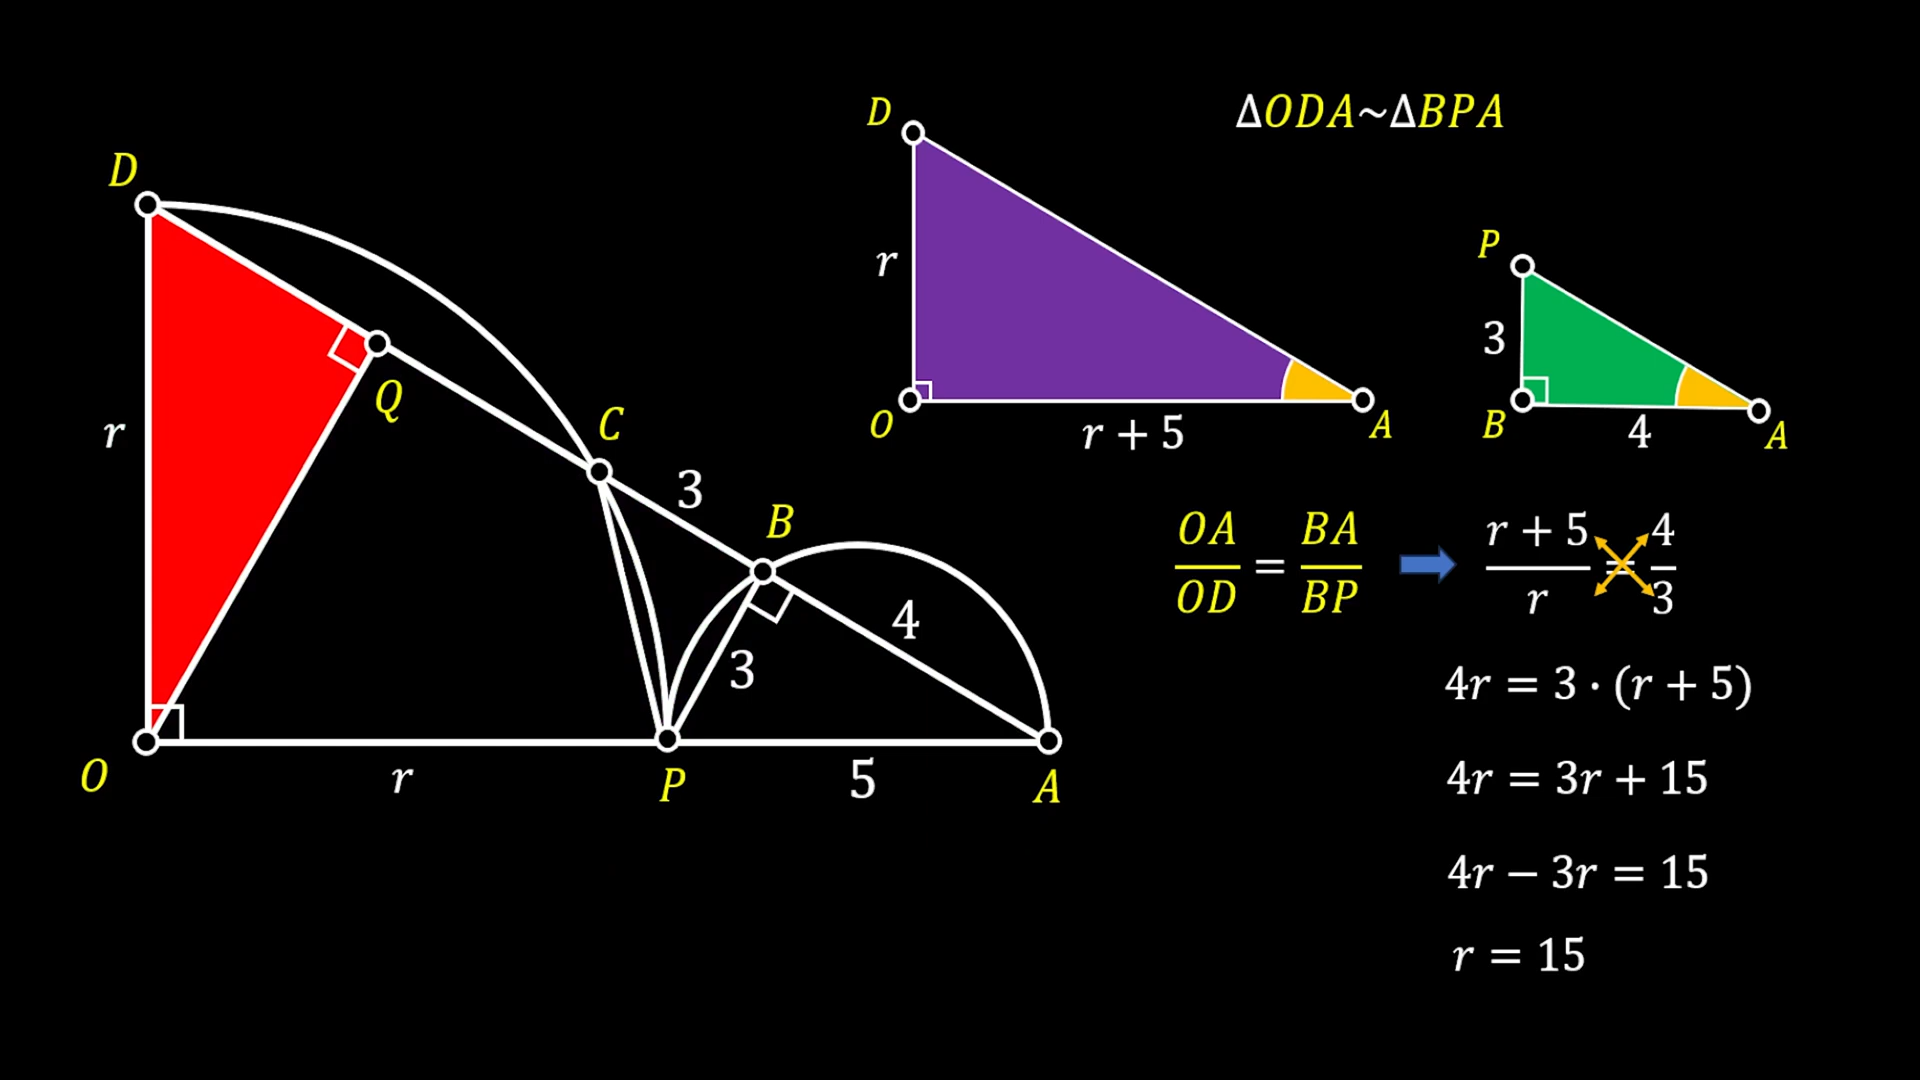 D
r
Q
C
3
B
4
3
O
r
P
5
A
D
r
O
r + 5
A
ΔODA~ΔBPA
P
3
B
4
A
OA/OD = BA/BP
r + 5/r = 4/3
4r = 3 · (r + 5)
4r = 3r + 15
4r − 3r = 15
r = 15